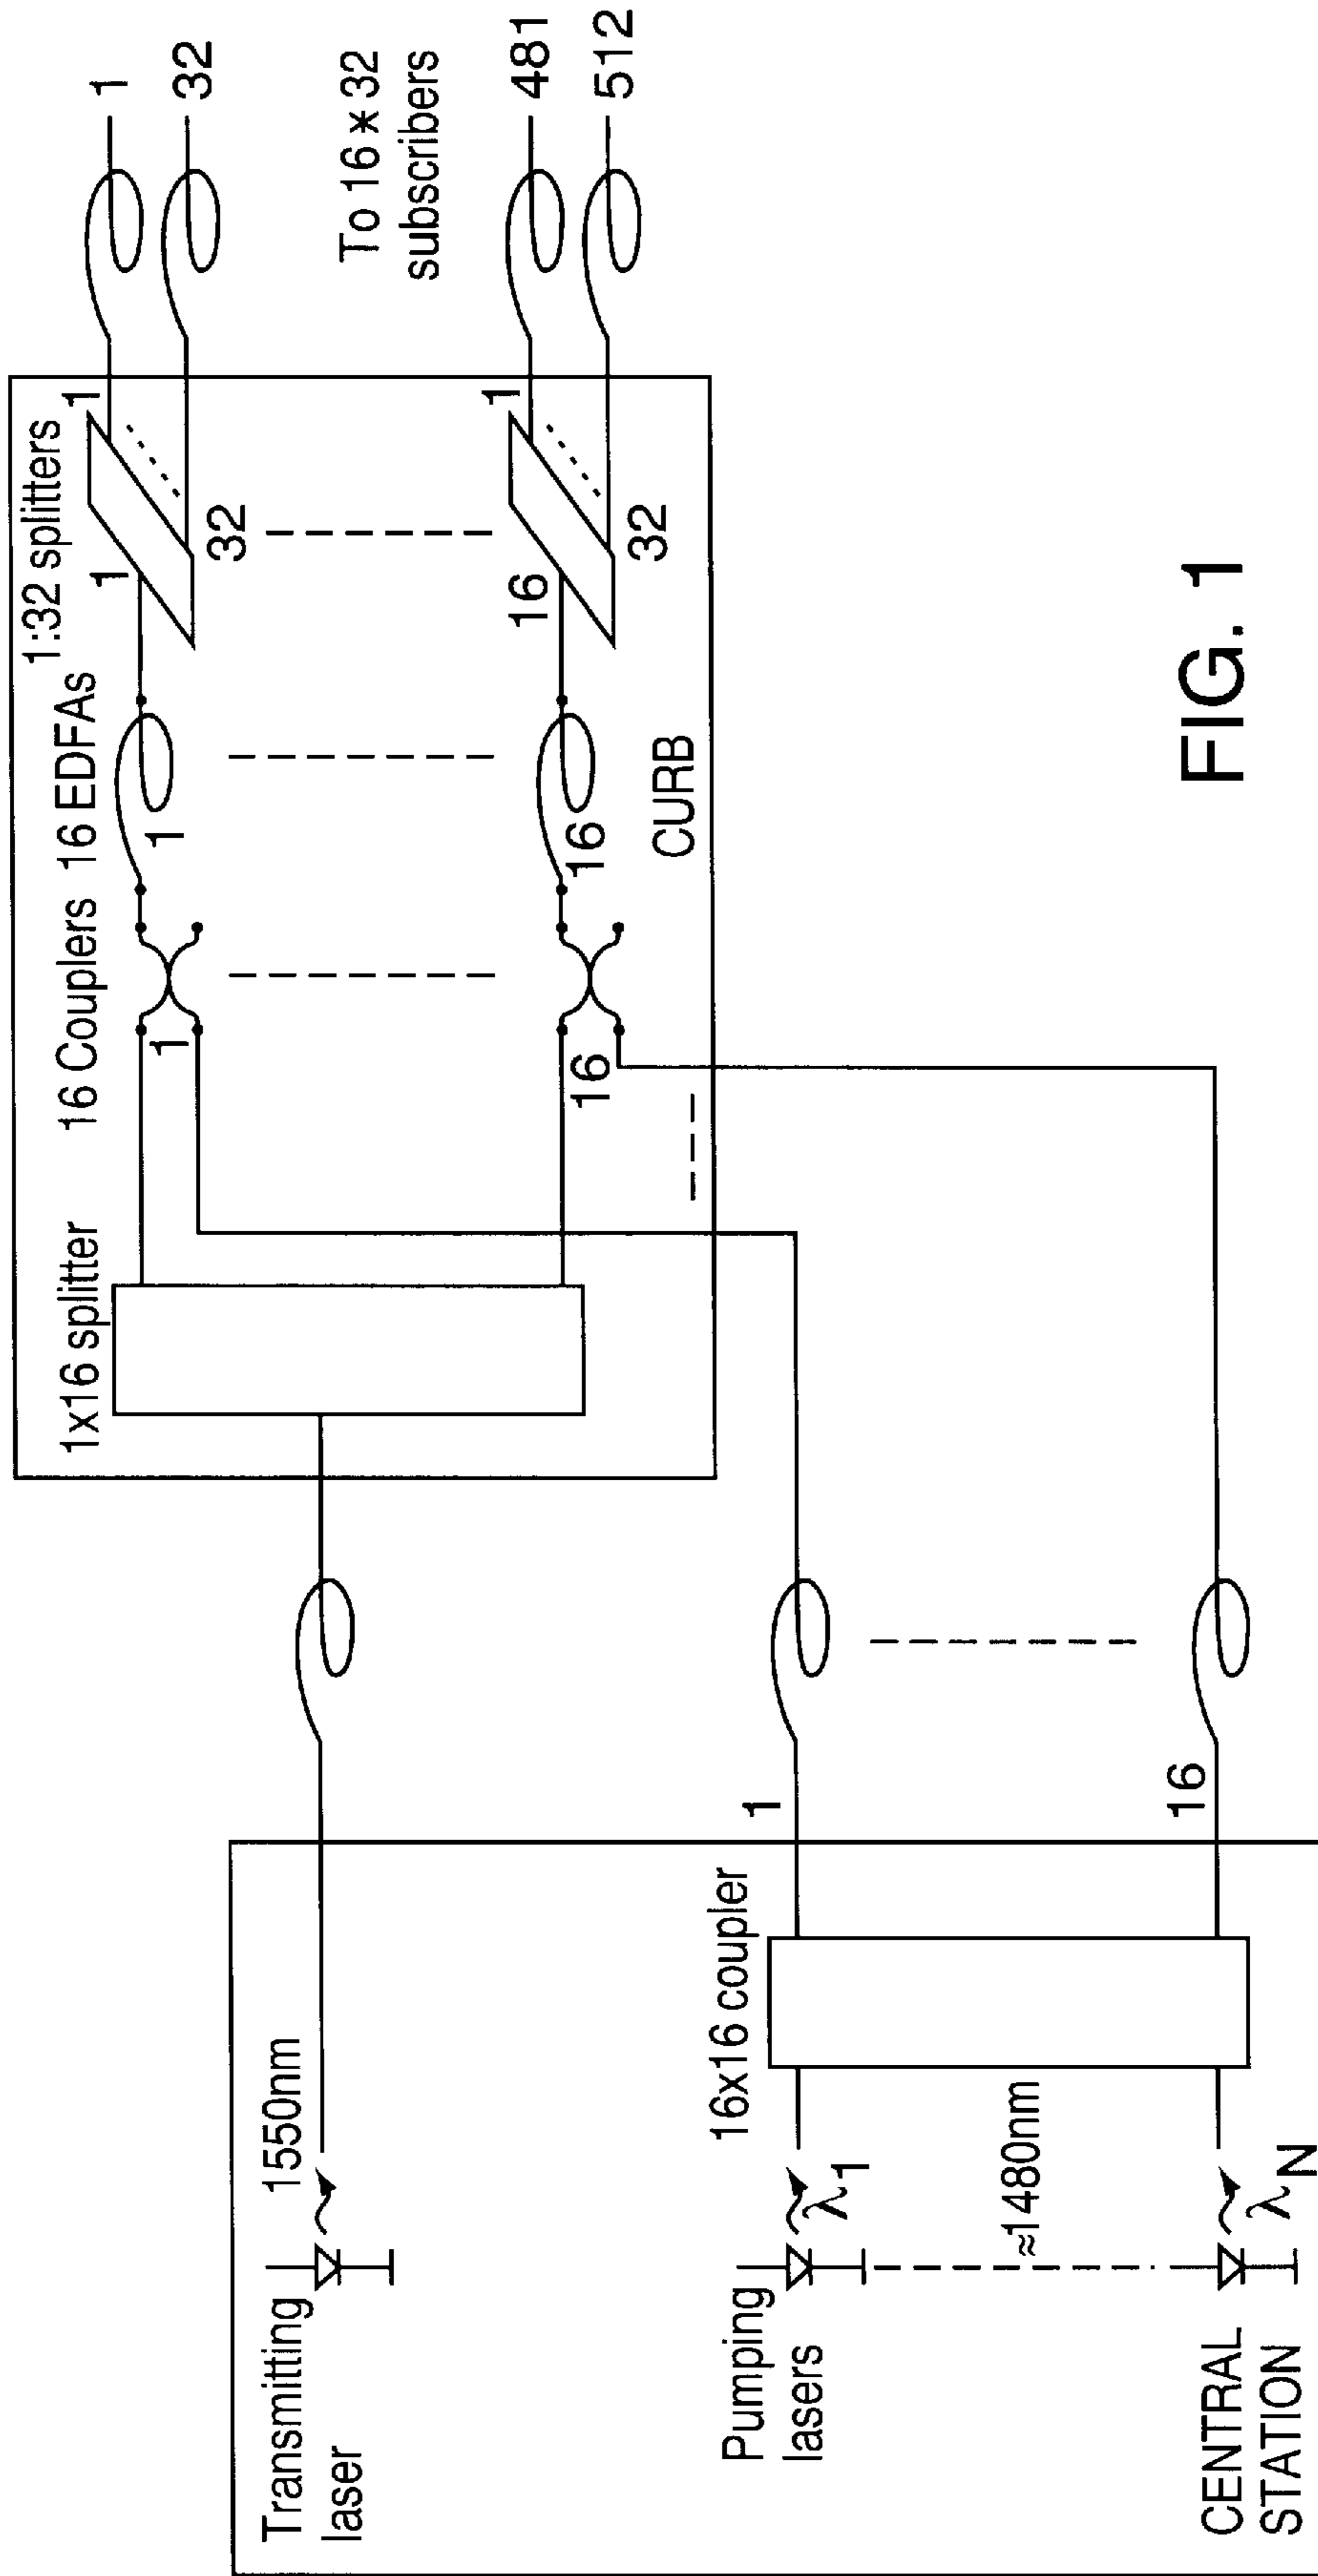 Transmitting
laser
1550nm
Pumping
lasers
λ1
≈1480nm
λN
CENTRAL
STATION
16x16 coupler
1
16
1x16 splitter
16 Couplers
1
16
16 EDFAs
1
16
1:32 splitters
1
1
32
16
1
32
CURB
1
32
To 16 * 32
subscribers
481
512
FIG. 1